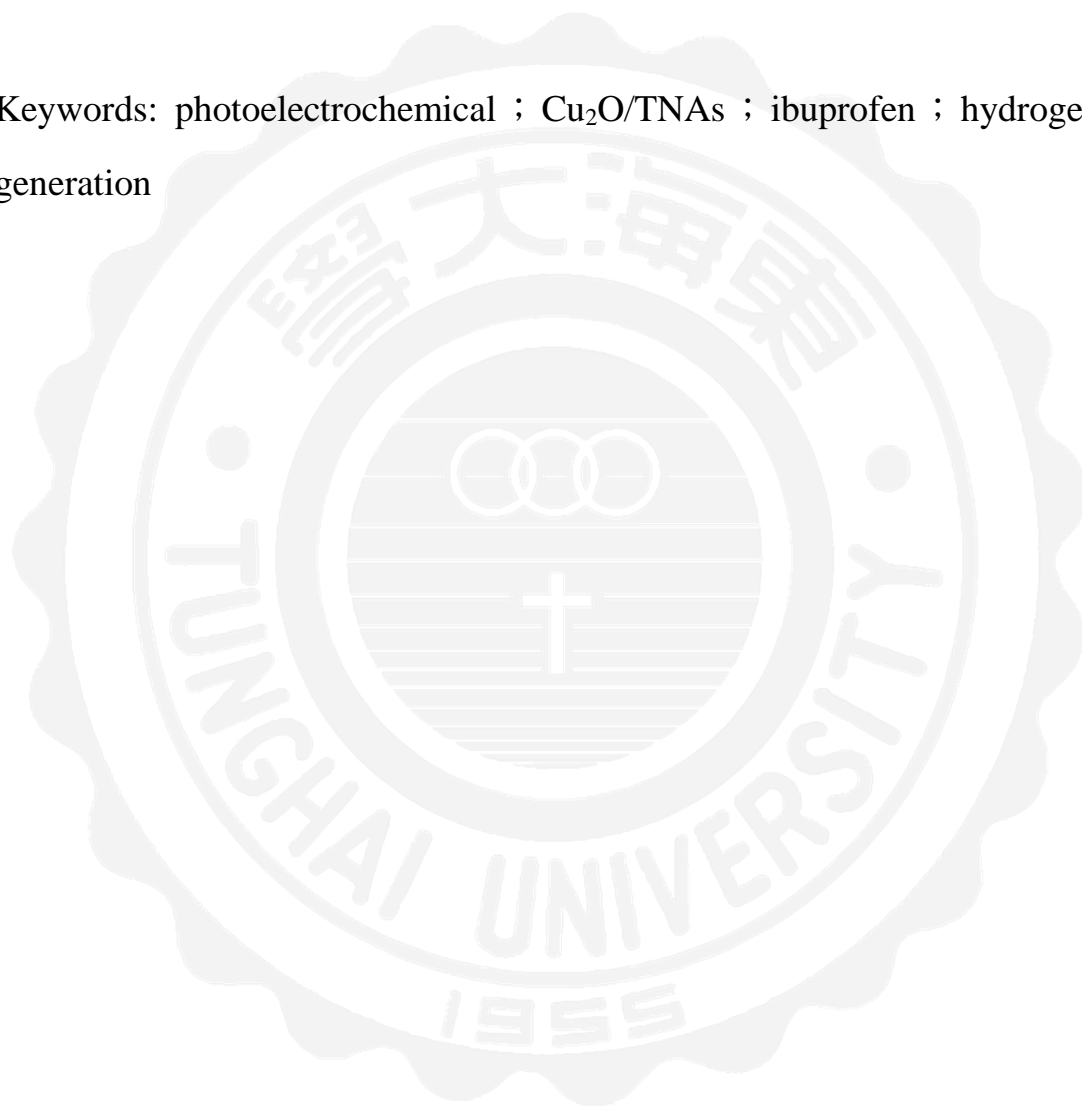 Keywords: photoelectrochemical；Cu₂O/TNAs；ibuprofen；hydroge
generation
學大海東
TUNGHAI UNIVERSITY
1955